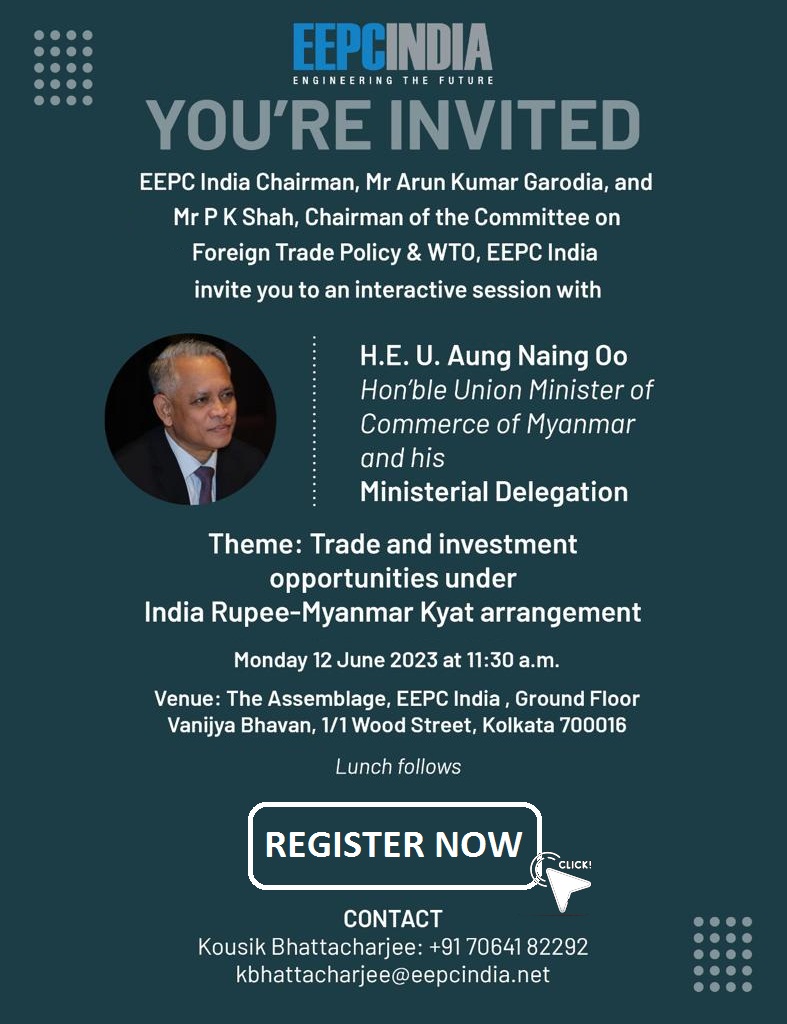 EEPCINDIA
ENGINEERING THE FUTURE
YOU'RE INVITED
EEPC India Chairman, Mr Arun Kumar Garodia, and
Mr P K Shah, Chairman of the Committee on
Foreign Trade Policy & WTO, EEPC India
invite you to an interactive session with
H.E. U. Aung Naing Oo
Hon'ble Union Minister of
Commerce of Myanmar
and his
Ministerial Delegation
Theme: Trade and investment
opportunities under
India Rupee-Myanmar Kyat arrangement
Monday 12 June 2023 at 11:30 a.m.
Venue: The Assemblage, EEPC India , Ground Floor
Vanijya Bhavan, 1/1 Wood Street, Kolkata 700016
Lunch follows
REGISTER NOW
CLICK!
CONTACT
Kousik Bhattacharjee: +91 70641 82292
kbhattacharjee@eepcindia.net